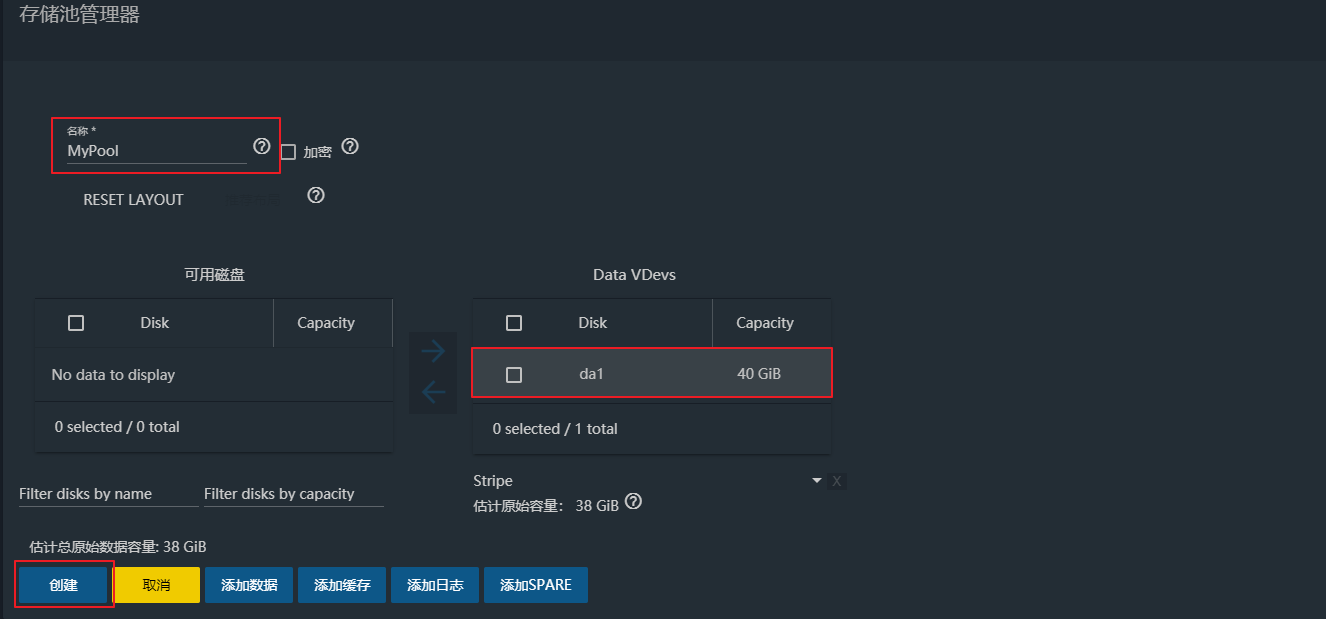 存储池管理器
名称 *
MyPool
加密
RESET LAYOUT
可用磁盘
Disk Capacity
No data to display
0 selected / 0 total
Filter disks by name Filter disks by capacity
Data VDevs
Disk Capacity
da1 40 GiB
0 selected / 1 total
Stripe X
估计原始容量: 38 GiB
估计总原始数据容量: 38 GiB
创建 取消 添加数据 添加缓存 添加日志 添加SPARE